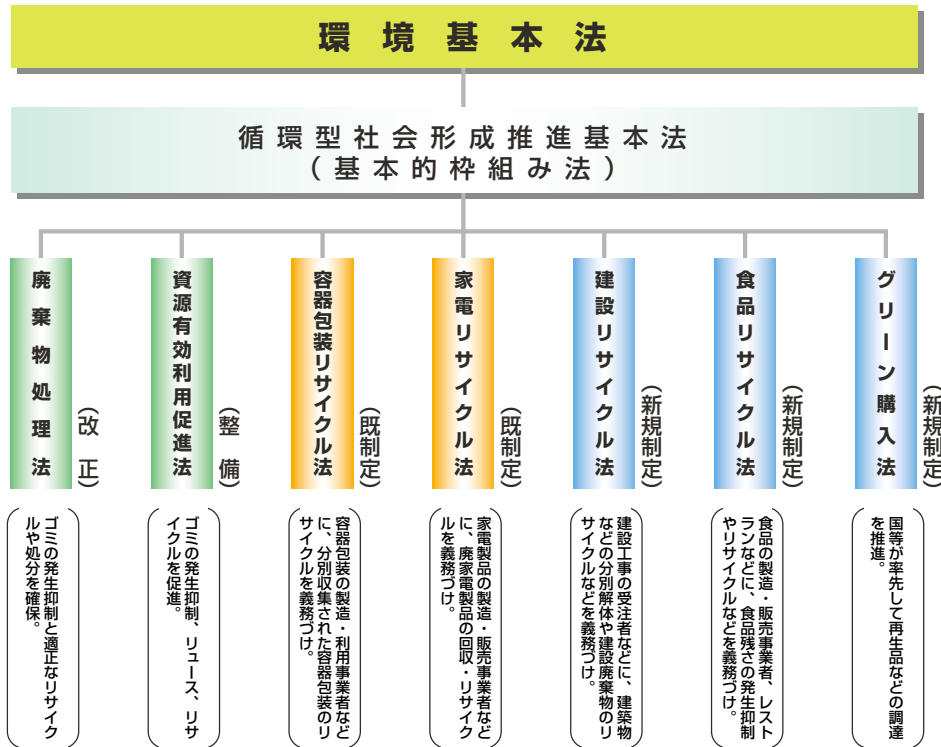 環境基本法
循環型社会形成推進基本法
(基本的枠組み法)
廃棄物処理法
(改正)
ゴミの発生抑制と適正なリサイク
ルや処分を確保。
資源有効利用促進法
(整備)
ゴミの発生抑制、リユース、リサ
イクルを促進。
容器包装リサイクル法
(既制定)
容器包装の製造・利用事業者など
に、分別収集された容器包装のリ
サイクルを義務づけ。
家電リサイクル法
(既制定)
家電製品の製造・販売事業者など
に、廃家電製品の回収・リサイク
ルを義務づけ。
建設リサイクル法
(新規制定)
建設工事の受注者などに、建築物
などの分別解体や建設廃棄物のリ
サイクルなどを義務づけ。
食品リサイクル法
(新規制定)
食品の製造・販売事業者、レスト
ランなどに、食品残さの発生抑制
やリサイクルなどを義務づけ。
グリーン購入法
(新規制定)
国等が率先して再生品などの調達
を推進。